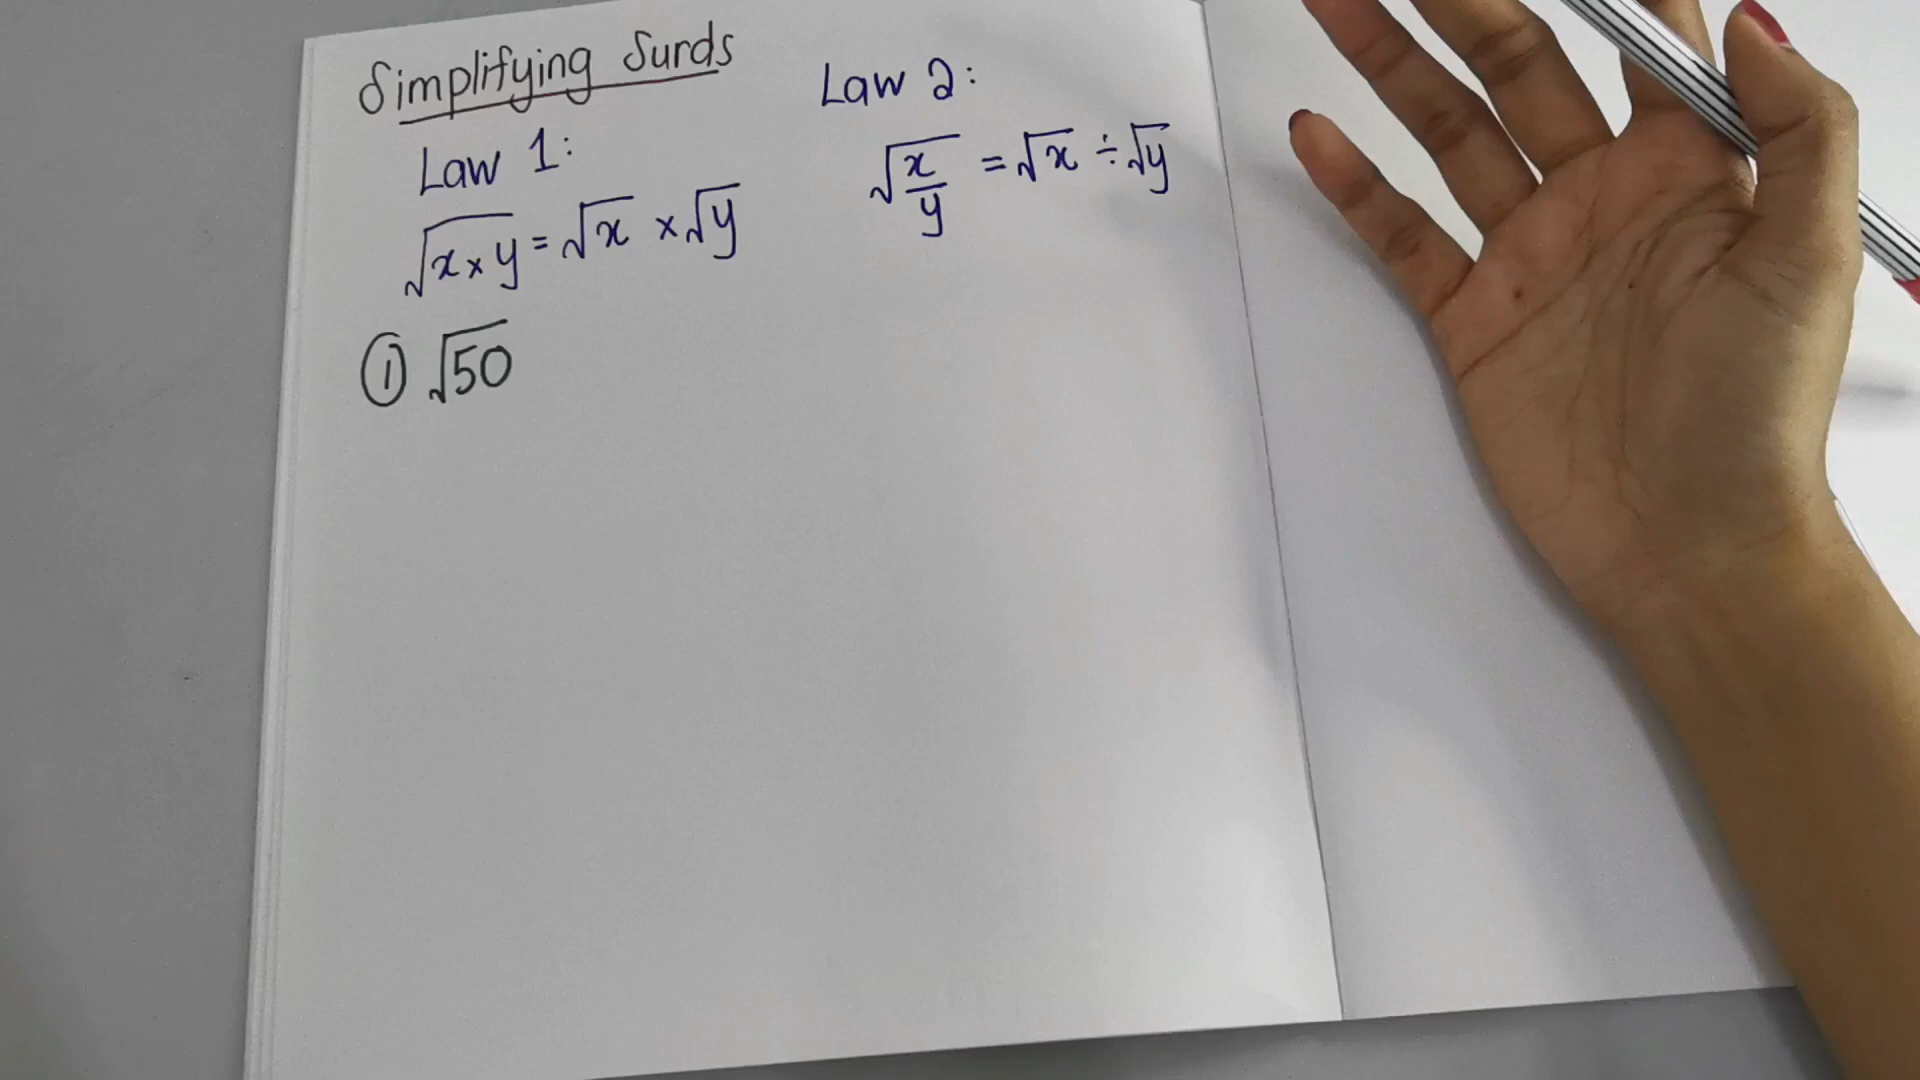 Simplifying Surds
Law 1:
√x×y = √x ×√y
Law 2:
√x/y = √x ÷ √y
① √50